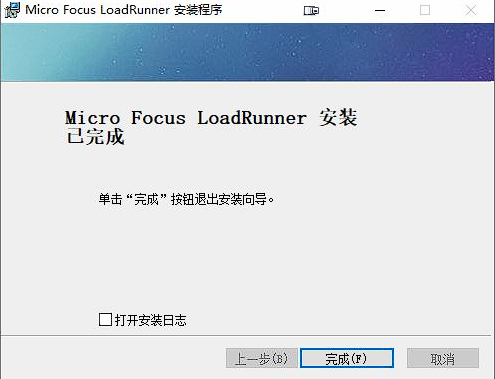 Micro Focus LoadRunner 安装程序
Micro Focus LoadRunner 安装
已完成
单击“完成”按钮退出安装向导。
打开安装日志
上一步(B) 完成(F) 取消